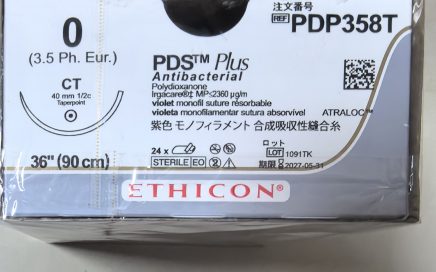 注文番号
REF PDP358T
0
(3.5 Ph. Eur.)
CT
40 mm 1/2c
Taperpoint
PDS™ Plus
Antibacterial
Polydioxanone
Irgacare®‡ MP≤2360 µg/m
violet monofil suture resorbable
violeta monofilamentar sutura absorvível
ATRALOC™
紫色 モノフィラメント 合成吸収性縫合糸
24 x
STERILE EO
ロット
LOT 1091TK
期限 2027-05-31
36" (90 cm)
ETHICON®